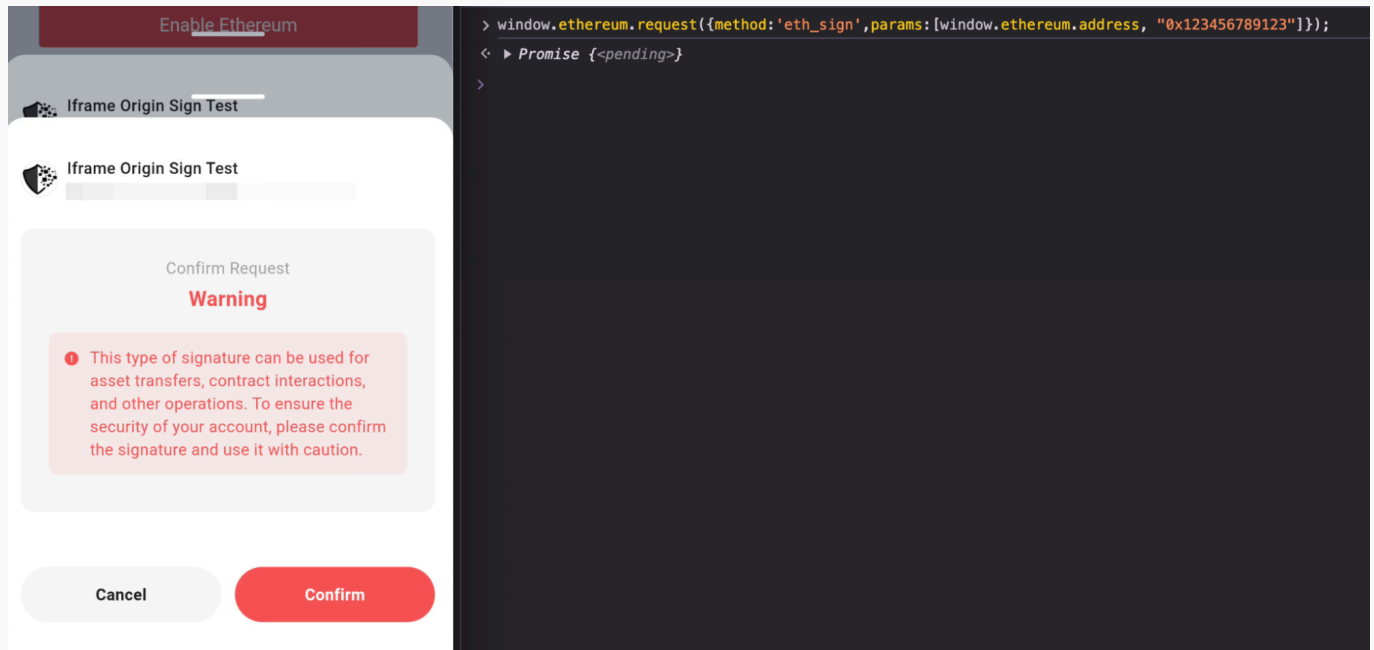 Enable Ethereum
Iframe Origin Sign Test
Iframe Origin Sign Test
Confirm Request
Warning
This type of signature can be used for
asset transfers, contract interactions,
and other operations. To ensure the
security of your account, please confirm
the signature and use it with caution.
Cancel
Confirm
> window.ethereum.request({method:'eth_sign',params:[window.ethereum.address, "0x123456789123"]});
Promise {<pending>}
>